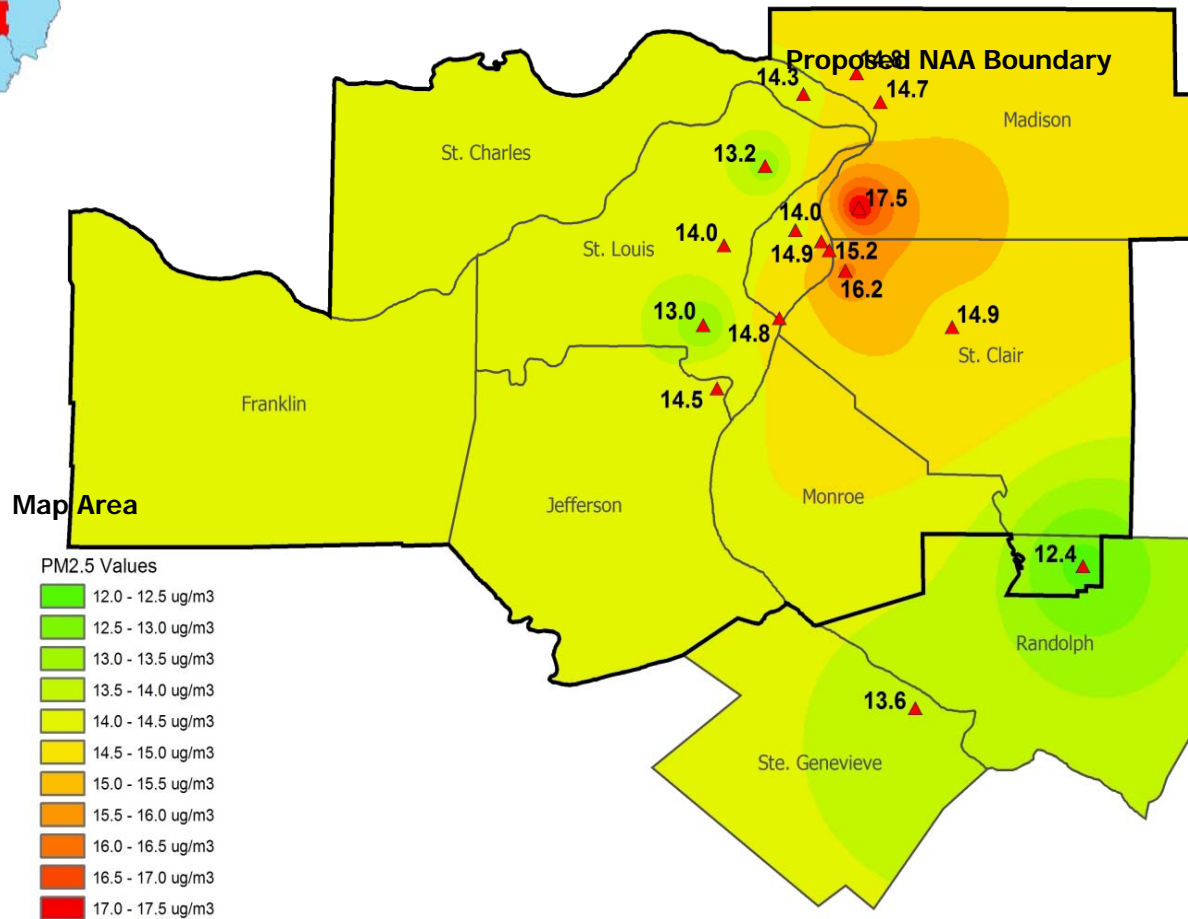 Proposed NAA Boundary
14.8
14.3
14.7
Madison
St. Charles
13.2
17.5
14.0
14.0
St. Louis
14.9
15.2
16.2
13.0
14.8
14.9
St. Clair
14.5
Franklin
Map Area
Jefferson
Monroe
12.4
Randolph
13.6
Ste. Genevieve
PM2.5 Values
12.0 - 12.5 ug/m3
12.5 - 13.0 ug/m3
13.0 - 13.5 ug/m3
13.5 - 14.0 ug/m3
14.0 - 14.5 ug/m3
14.5 - 15.0 ug/m3
15.0 - 15.5 ug/m3
15.5 - 16.0 ug/m3
16.0 - 16.5 ug/m3
16.5 - 17.0 ug/m3
17.0 - 17.5 ug/m3